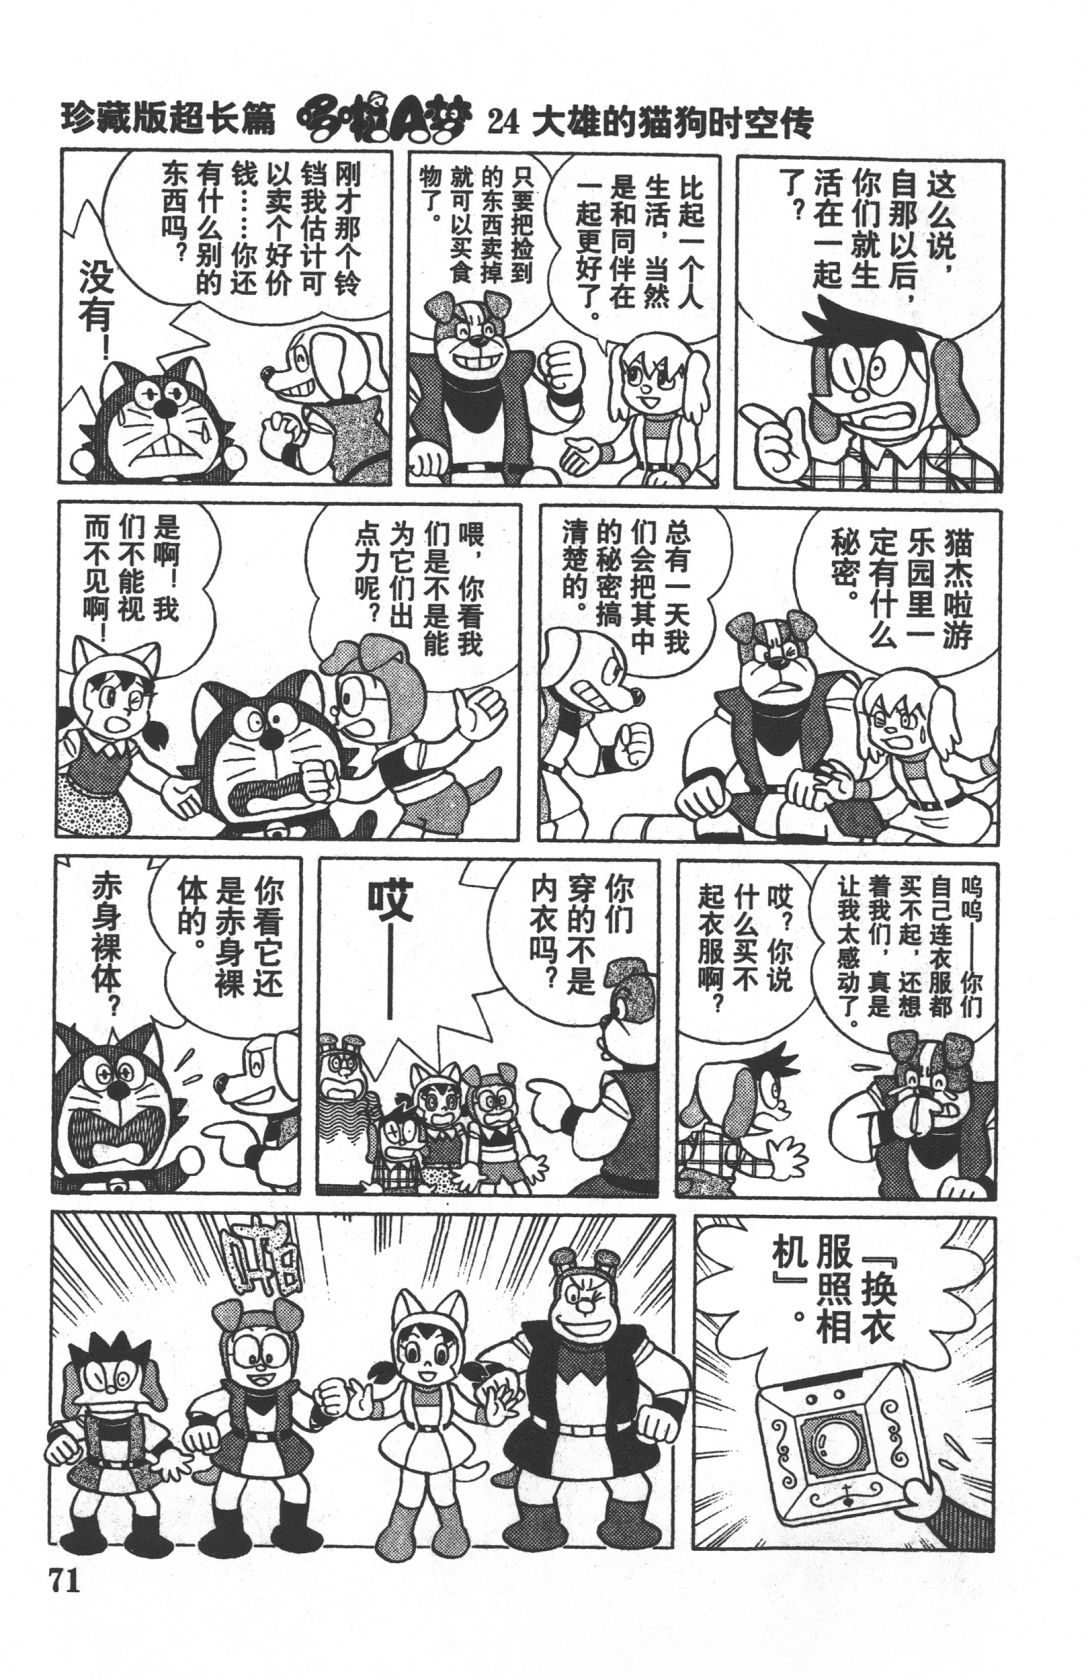 珍藏版超长篇 哆啦A梦 24 大雄的猫狗时空传
这么说，
自那以后，
你们就生
活在一起
了？
比起一个人
生活，当然
是和同伴在
一起更好了。
只要把捡到
的东西卖掉
就可以买食
物了。
刚才那个铃
铛我估计可
以卖个好价
钱……你还
有什么别的
东西吗？
没有！
猫杰啦游
乐园里一
定有什么
秘密。
总有一天我
们会把其中
的秘密搞
清楚的。
喂，你看我
们是不是能
为它们出
点力呢？
是啊！我
们不能视
而不见啊！
呜呜——你们
自己连衣服都
买不起，还想
着我们，真是
让我太感动了。
哎？你说
什么买不
起衣服啊？
你们
穿的不是
内衣吗？
哎——
你看它还
是赤身裸
体的。
赤身裸体？
『换衣
服照相
机』。
71